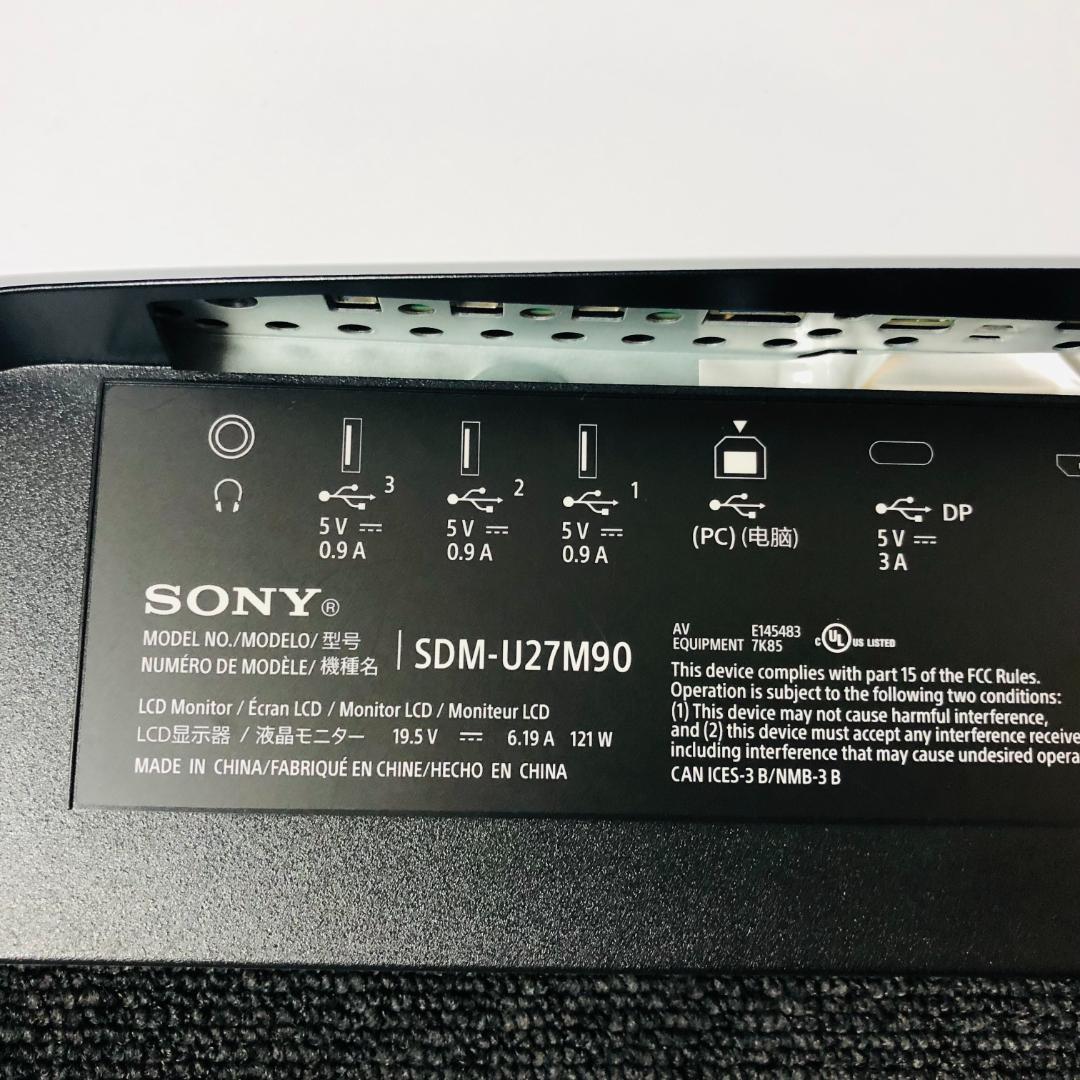 3
2
1
5 V
0.9 A
5 V
0.9 A
5 V
0.9 A
(PC) (电脑)
DP
5 V
3 A
SONY®
MODEL NO./MODELO/ 型号
NUMÉRO DE MODÈLE/ 機種名
SDM-U27M90
LCD Monitor / Écran LCD / Monitor LCD / Moniteur LCD
LCD显示器 / 液晶モニター 19.5 V 6.19 A 121 W
MADE IN CHINA/FABRIQUÉ EN CHINE/HECHO EN CHINA
AV E145483
EQUIPMENT 7K85
C UL US LISTED
This device complies with part 15 of the FCC Rules.
Operation is subject to the following two conditions:
(1) This device may not cause harmful interference,
and (2) this device must accept any interference receive
including interference that may cause undesired opera
CAN ICES-3 B/NMB-3 B